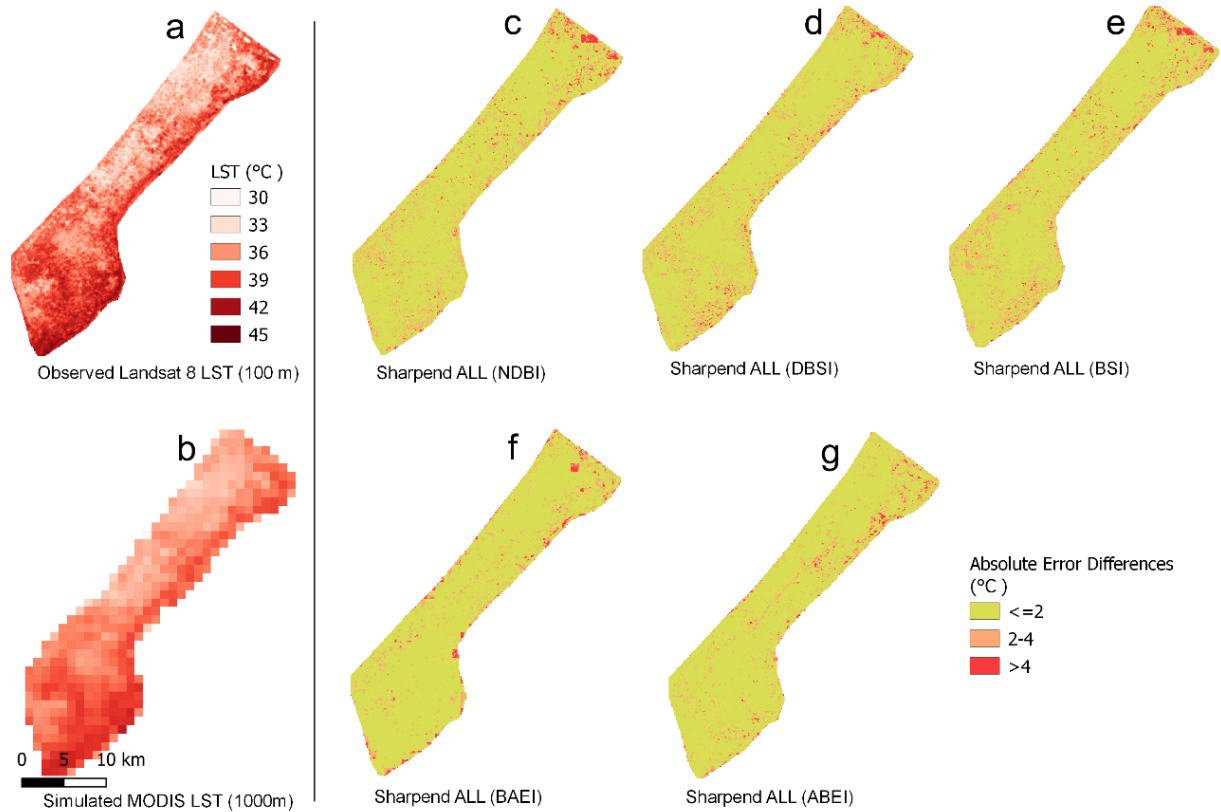 a
LST (°C )
30
33
36
39
42
45
Observed Landsat 8 LST (100 m)
b
0 5 10 km
Simulated MODIS LST (1000m)
c
Sharpend ALL (NDBI)
d
Sharpend ALL (DBSI)
e
Sharpend ALL (BSI)
f
Sharpend ALL (BAEI)
g
Sharpend ALL (ABEI)
Absolute Error Differences
(°C )
<=2
2-4
>4